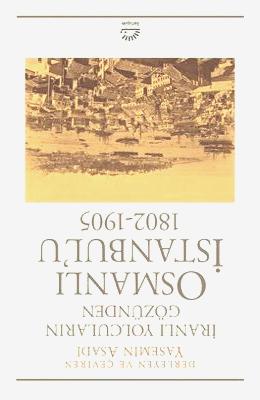 DERLEYEN VE ÇEVİREN
YASEMİN ASADİ
İRANLI YOLCULARIN
GÖZÜNDEN
OSMANLI
İSTANBUL'U
1802-1905